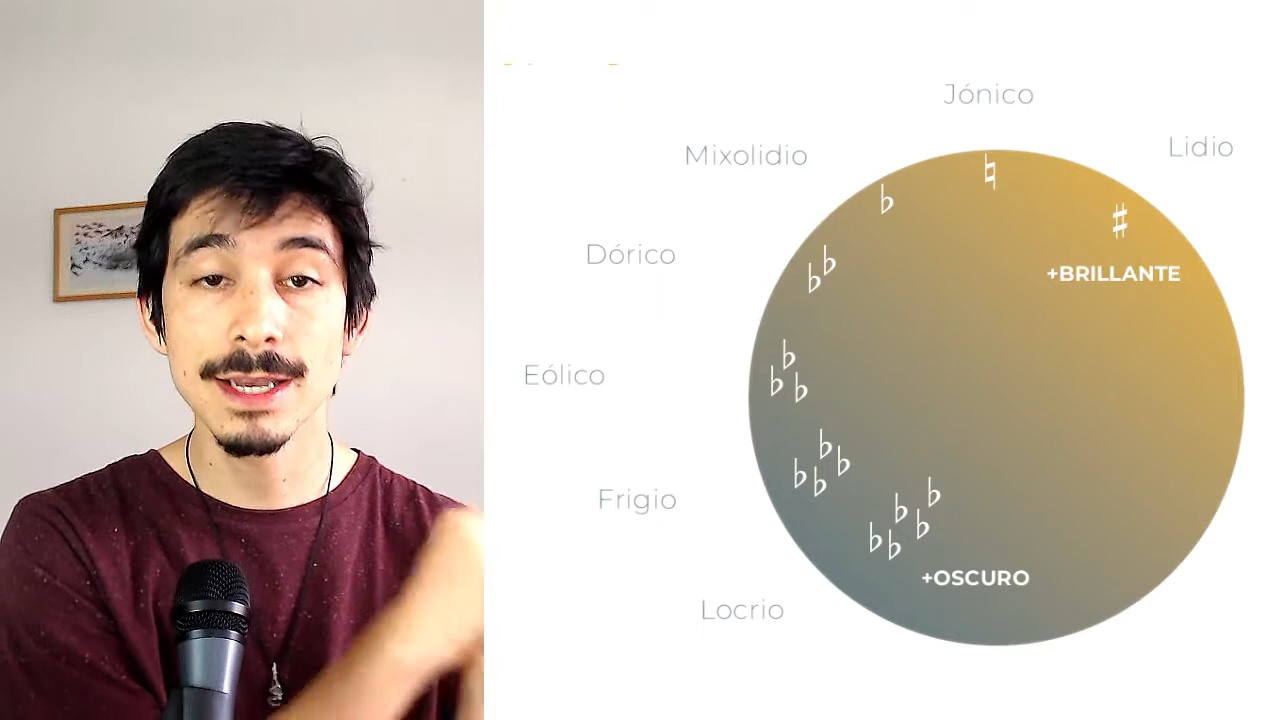 Jónico
Lidio
Mixolidio
♮
♭
♯
Dórico
♭♭
+BRILLANTE
Eólico
♭♭♭
Frigio
♭♭♭♭
♭♭♭♭♭
+OSCURO
Locrio